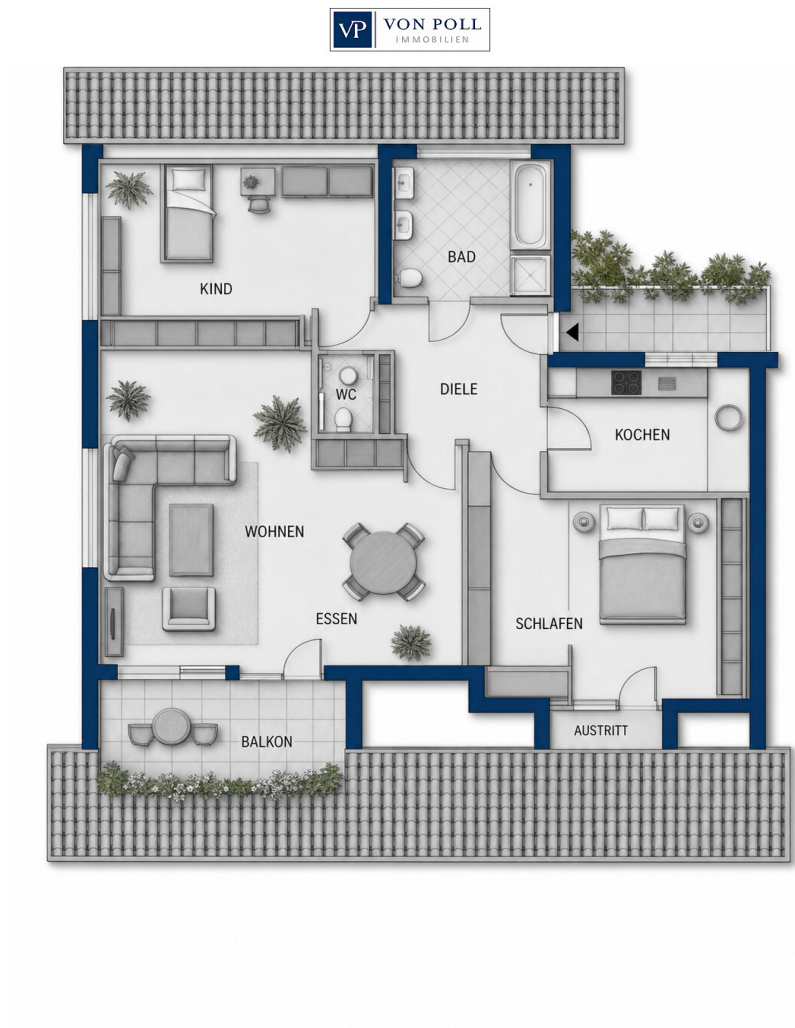 VP VON POLL
IMMOBILIEN
BAD
KIND
DIELE
WC
KOCHEN
WOHNEN
ESSEN
SCHLAFEN
AUSTRITT
BALKON